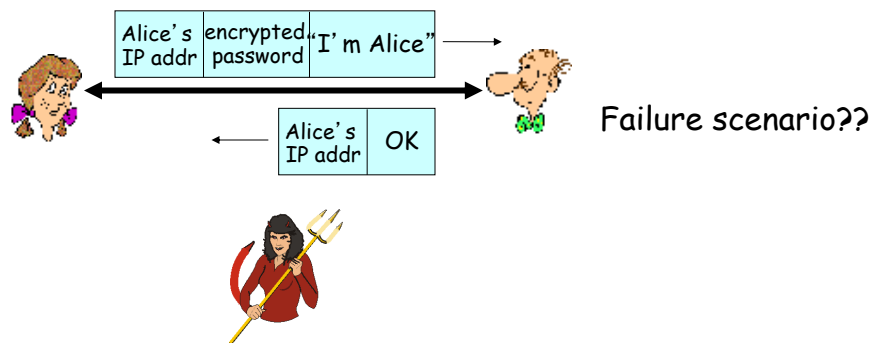 Alice’s
IP addr
encrypted
password
“I’m Alice”
Alice’s
IP addr
OK
Failure scenario??